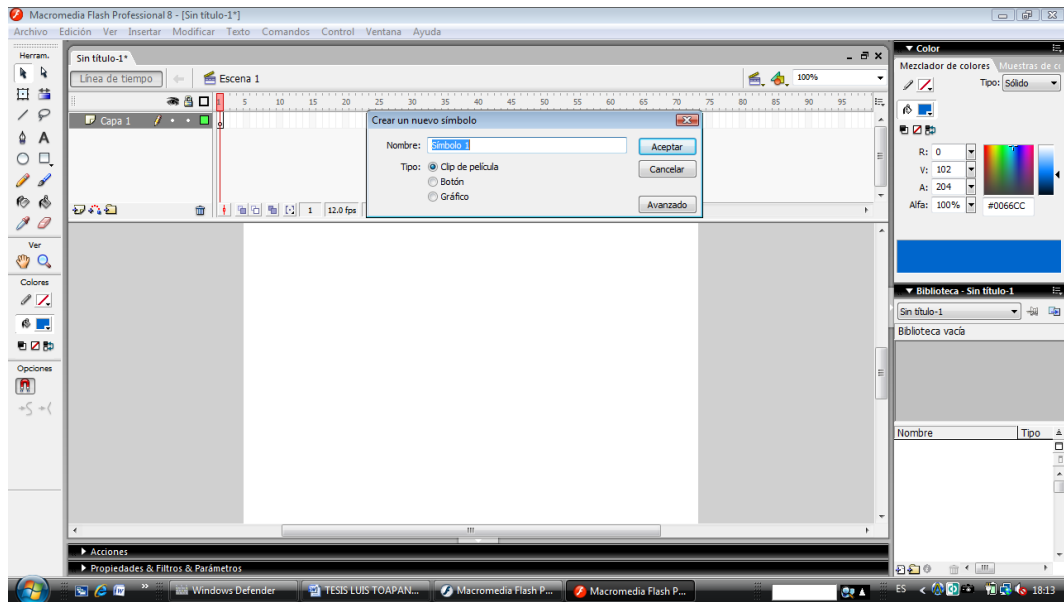 Macromedia Flash Professional 8 - [Sin título-1*]
Archivo Edición Ver Insertar Modificar Texto Comandos Control Ventana Ayuda
Herram.
Sin título-1*
Línea de tiempo
Escena 1
100%
1 5 10 15 20 25 30 35 40 45 50 55 60 65 70 75 80 85 90 95
Capa 1
1 12.0 fps
Crear un nuevo símbolo
Nombre: Símbolo 1
Aceptar
Tipo: Clip de película
Cancelar
Botón
Gráfico
Avanzado
Ver
Colores
Opciones
Color
Mezclador de colores Muestras de co
Tipo: Sólido
R: 0
V: 102
A: 204
Alfa: 100% #0066CC
Biblioteca - Sin título-1
Sin título-1
Biblioteca vacía
Nombre Tipo
Acciones
Propiedades & Filtros & Parámetros
Windows Defender TESIS LUIS TOAPAN... Macromedia Flash P... Macromedia Flash P... ES 18:13